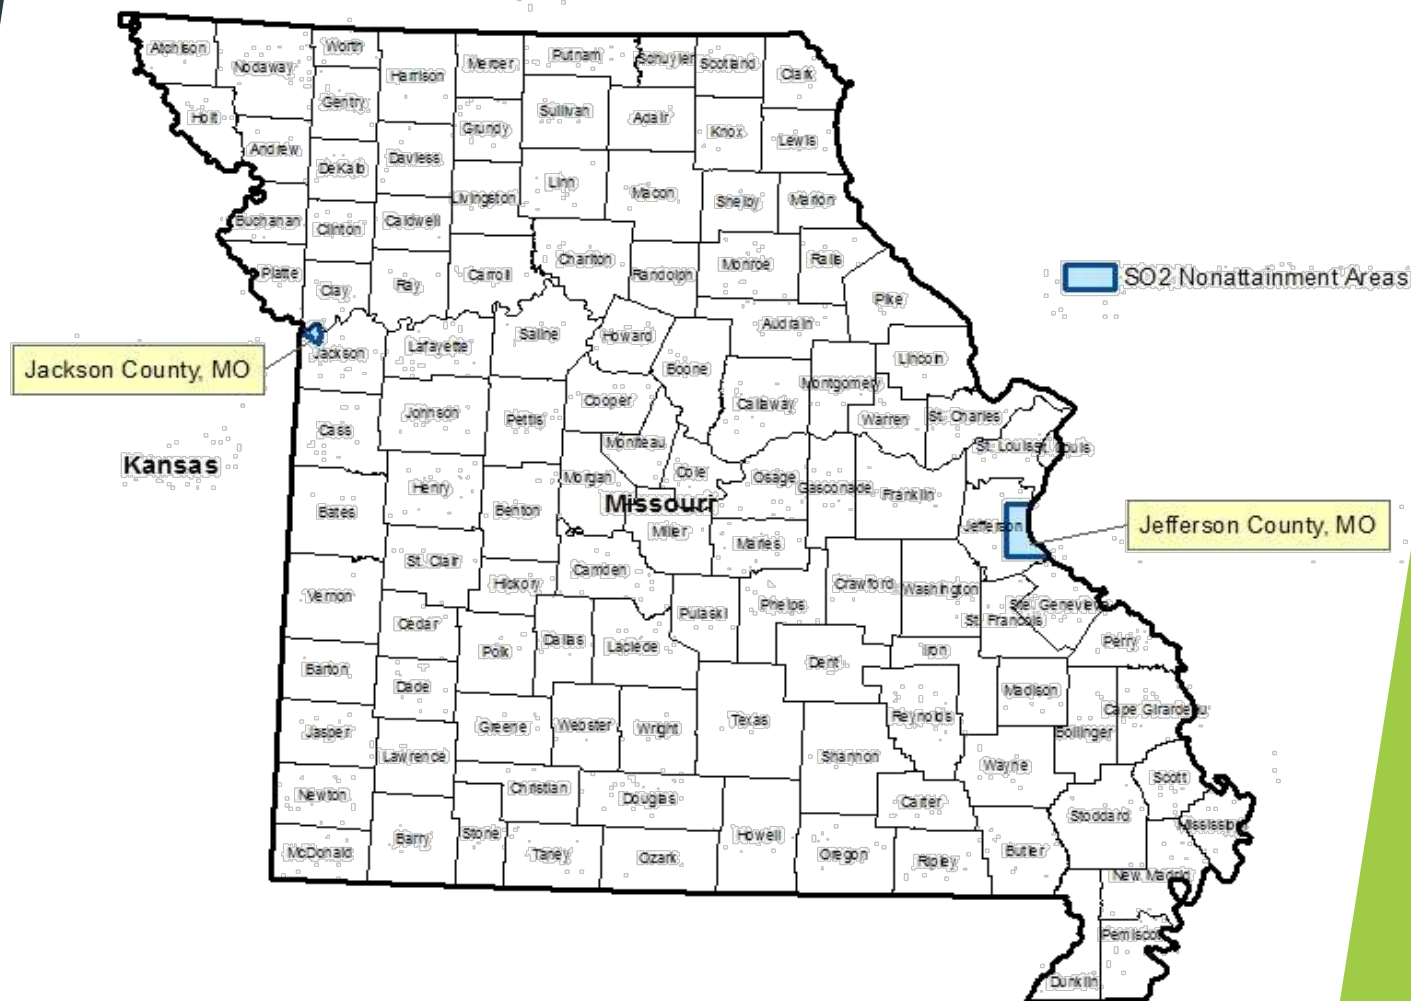 Atchison
Nodaway
Worth
Harrison
Mercer
Putnam
Schuyler
Scotland
Clark
Holt
Gentry
Sullivan
Adair
Knox
Lewis
Grundy
Andrew
DeKalb
Daviess
Livingston
Linn
Macon
Shelby
Marion
Buchanan
Clinton
Caldwell
Chariton
Randolph
Monroe
Ralls
Platte
Clay
Ray
Carroll
Pike
SO2 Nonattainment Areas
Jackson
Lafayette
Saline
Howard
Audrain
Jackson County, MO
Boone
Lincoln
Montgomery
Cass
Johnson
Pettis
Cooper
Callaway
Warren
St. Charles
Moniteau
St. Louis
St. Louis
Kansas
Morgan
Cole
Osage
Gasconade
Franklin
Henry
Bates
Benton
Missouri
Miller
Maries
Jefferson
Jefferson County, MO
St. Clair
Hickory
Camden
Crawford
Washington
Vernon
Cedar
Pulaski
Phelps
Ste. Genevieve
St. Francois
Polk
Dallas
Laclede
Dent
Iron
Perry
Barton
Dade
Madison
Cape Girardeau
Jasper
Greene
Webster
Wright
Texas
Reynolds
Bollinger
Lawrence
Shannon
Wayne
Scott
Newton
Christian
Douglas
Carter
Stoddard
Mississippi
McDonald
Barry
Stone
Taney
Ozark
Howell
Oregon
Ripley
Butler
New Madrid
Pemiscot
Dunklin